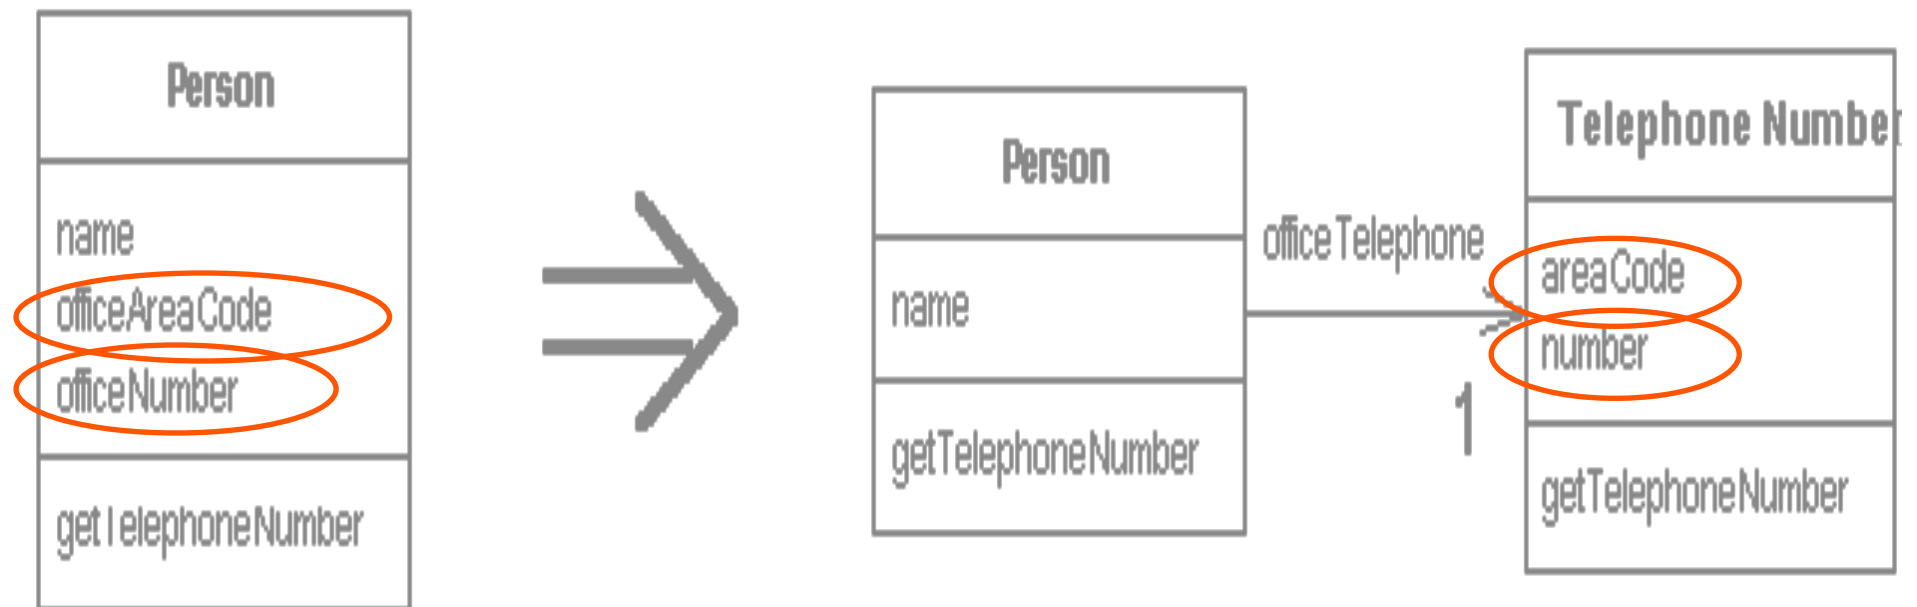 Person
name
officeAreaCode
officeNumber
getTelephoneNumber
Person
name
getTelephoneNumber
officeTelephone
1
Telephone Number
areaCode
number
getTelephoneNumber